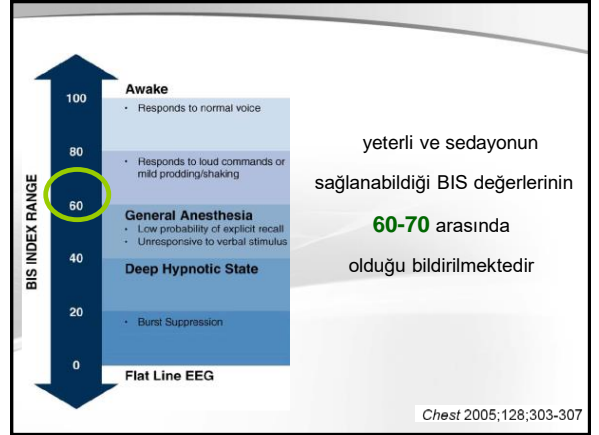 BIS INDEX RANGE
100
80
60
40
20
0
Awake
• Responds to normal voice
• Responds to loud commands or
mild prodding/shaking
General Anesthesia
• Low probability of explicit recall
• Unresponsive to verbal stimulus
Deep Hypnotic State
• Burst Suppression
Flat Line EEG
yeterli ve sedayonun
sağlanabildiği BIS değerlerinin
60-70 arasında
olduğu bildirilmektedir
Chest 2005;128;303-307